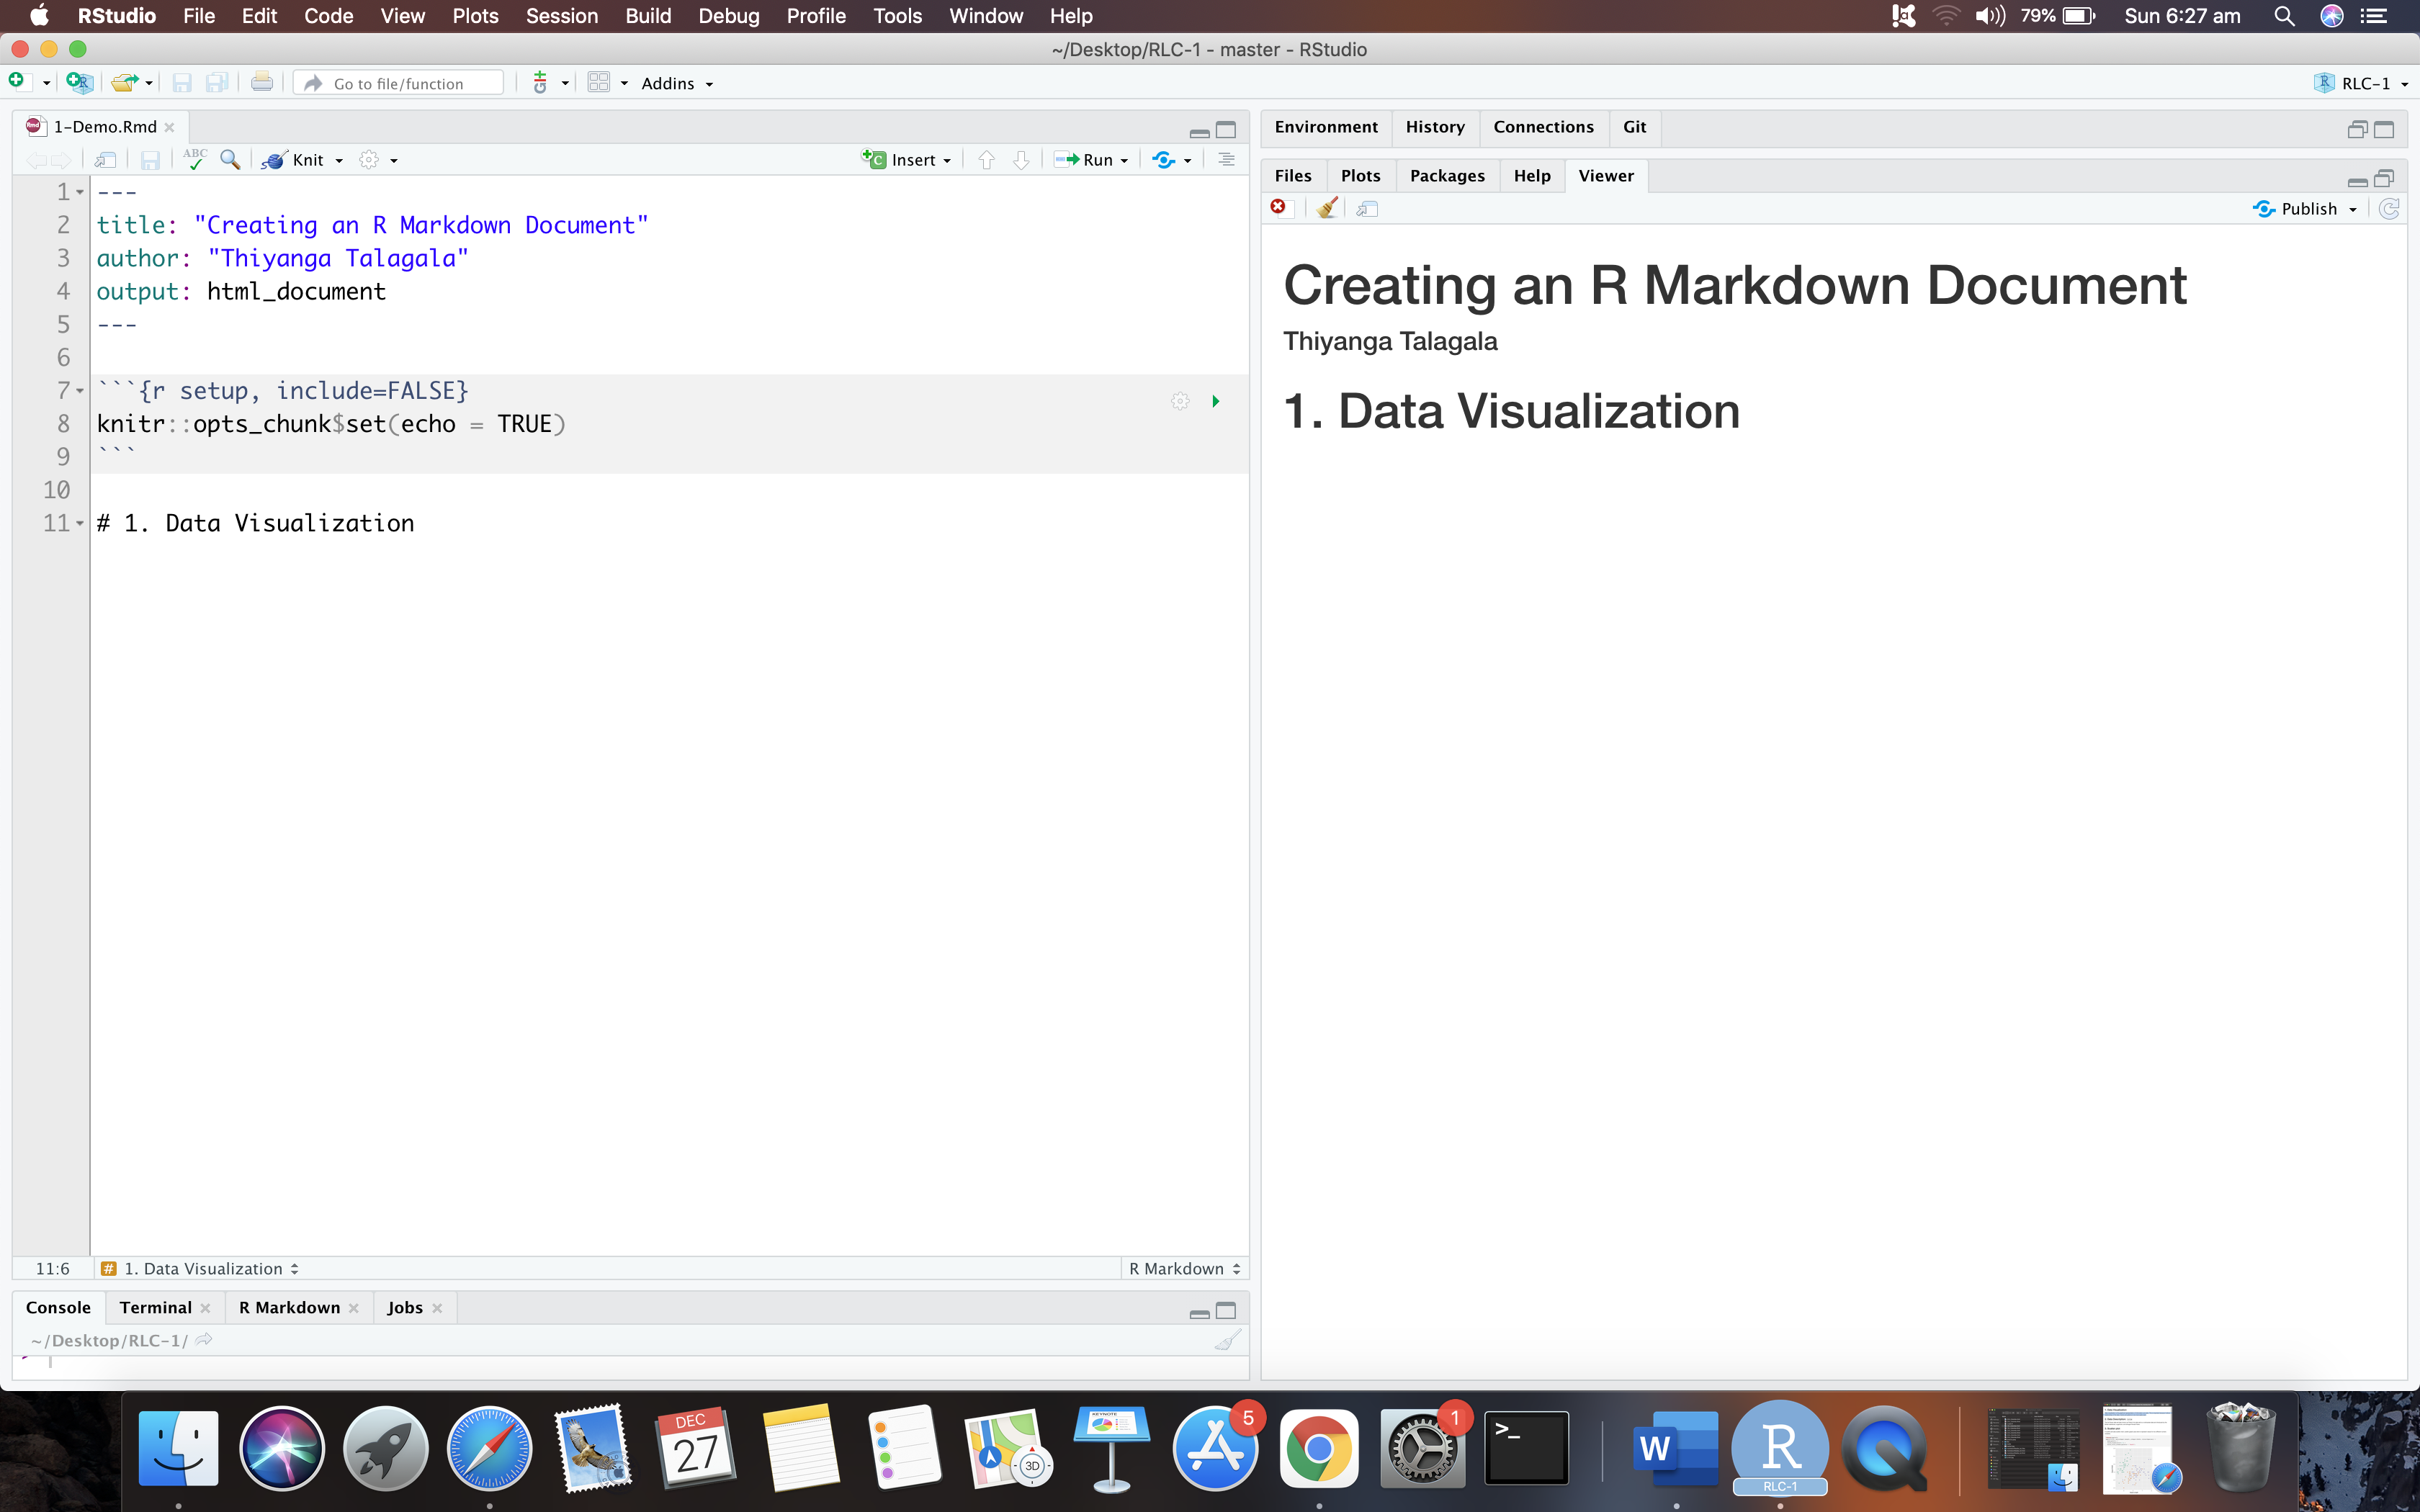 RStudio File Edit Code View Plots Session Build Debug Profile Tools Window Help 79% Sun 6:27 am
~/Desktop/RLC-1 - master - RStudio
Go to file/function Addins RLC-1
1-Demo.Rmd
ABC Knit Insert Run
1 ---
2 title: "Creating an R Markdown Document"
3 author: "Thiyanga Talagala"
4 output: html_document
5 ---
6
7 ```{r setup, include=FALSE}
8 knitr::opts_chunk$set(echo = TRUE)
9 ```
10
11 # 1. Data Visualization
11:6 # 1. Data Visualization R Markdown
Console Terminal R Markdown Jobs
~/Desktop/RLC-1/
Environment History Connections Git
Files Plots Packages Help Viewer
Publish
Creating an R Markdown Document
Thiyanga Talagala
1. Data Visualization
DEC
27
3D
KEYNOTE
5
1
>_
W
R
RLC-1